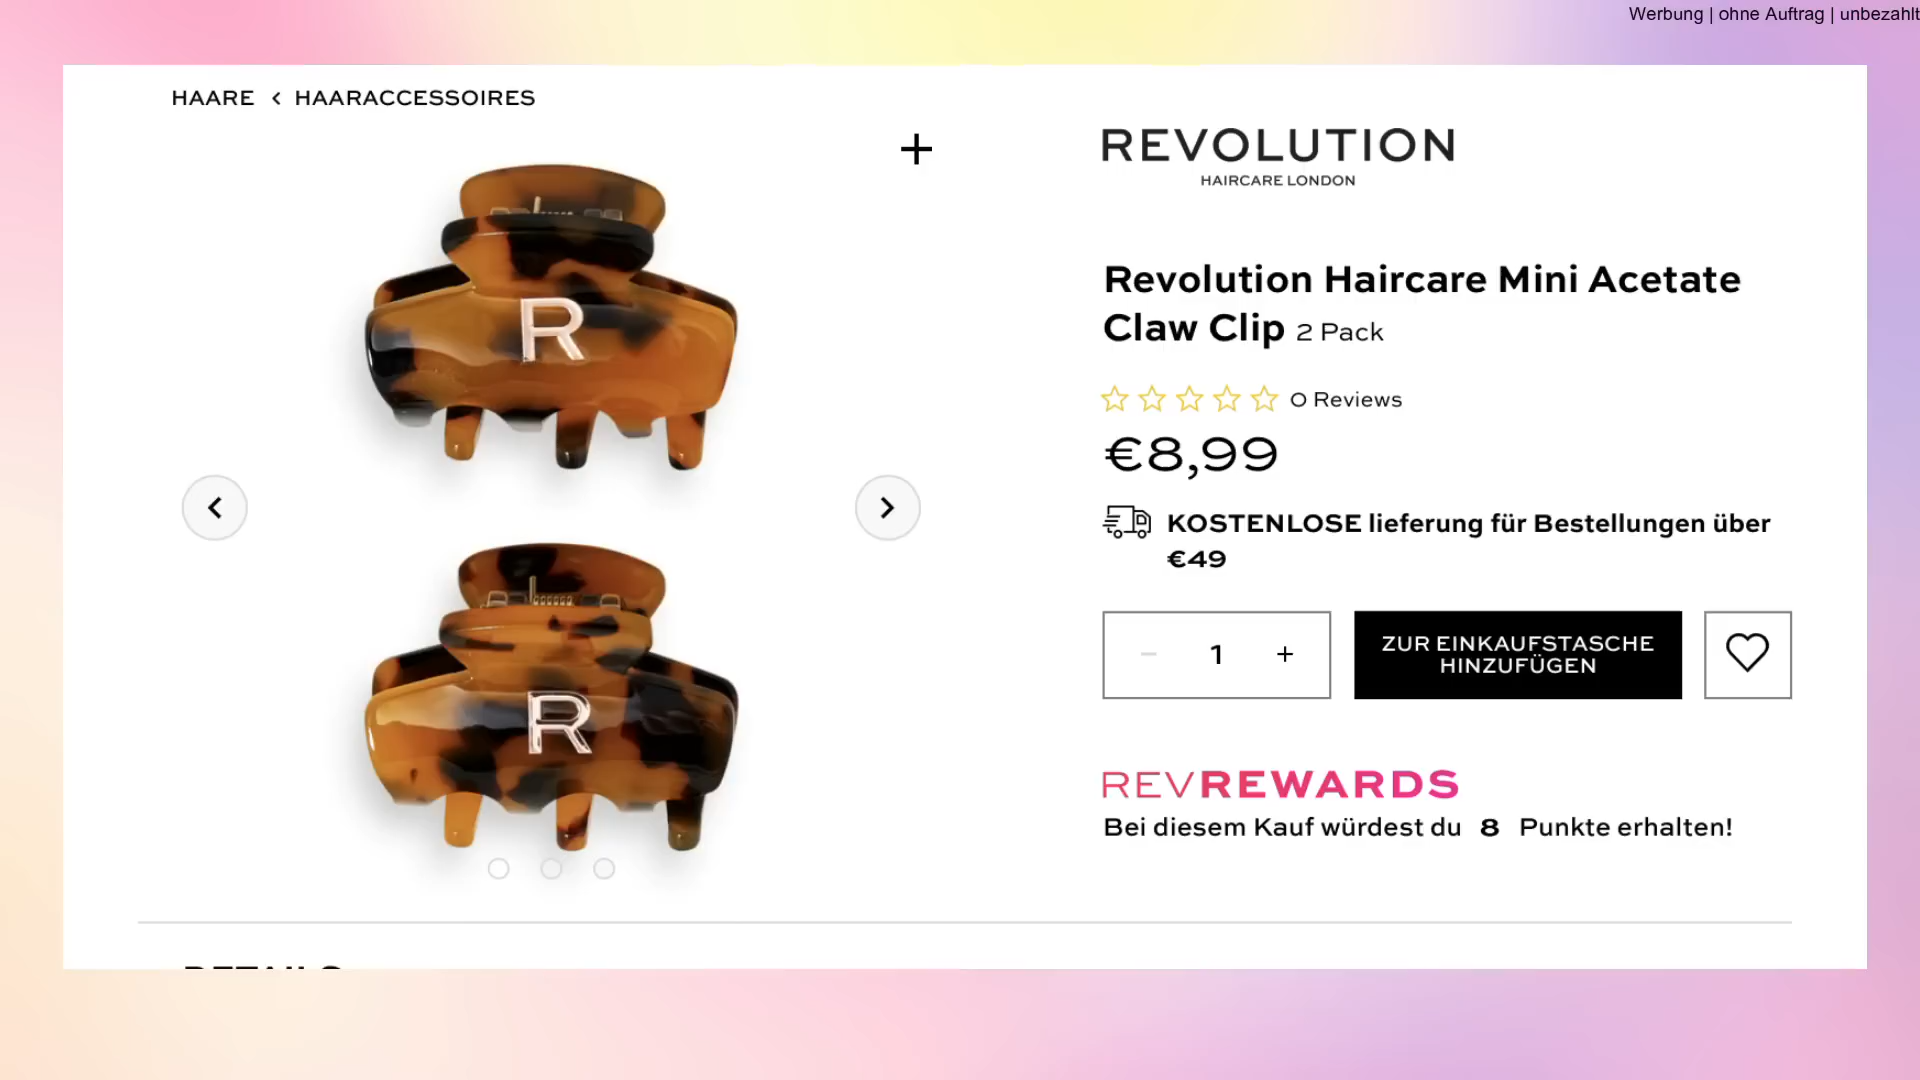 Werbung | ohne Auftrag | unbezahlt
HAARE < HAARACCESSOIRES
R
R
REVOLUTION
HAIRCARE LONDON
Revolution Haircare Mini Acetate
Claw Clip 2 Pack
0 Reviews
€8,99
KOSTENLOSE lieferung für Bestellungen über
€49
1
ZUR EINKAUFSTASCHE
HINZUFÜGEN
REVREWARDS
Bei diesem Kauf würdest du 8 Punkte erhalten!
DETAILS